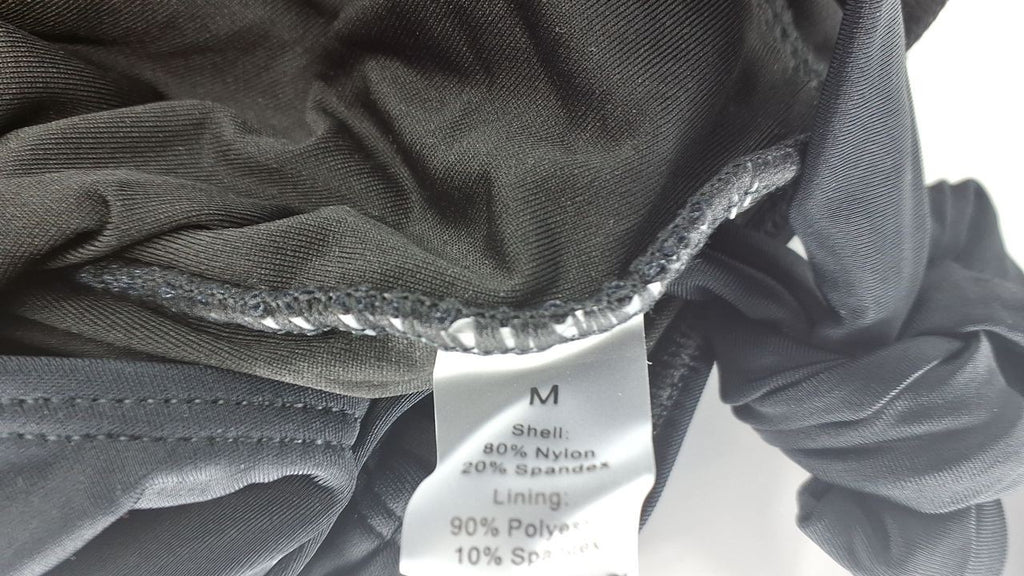 M
Shell:
80% Nylon
20% Spandex
Lining:
90%
10%